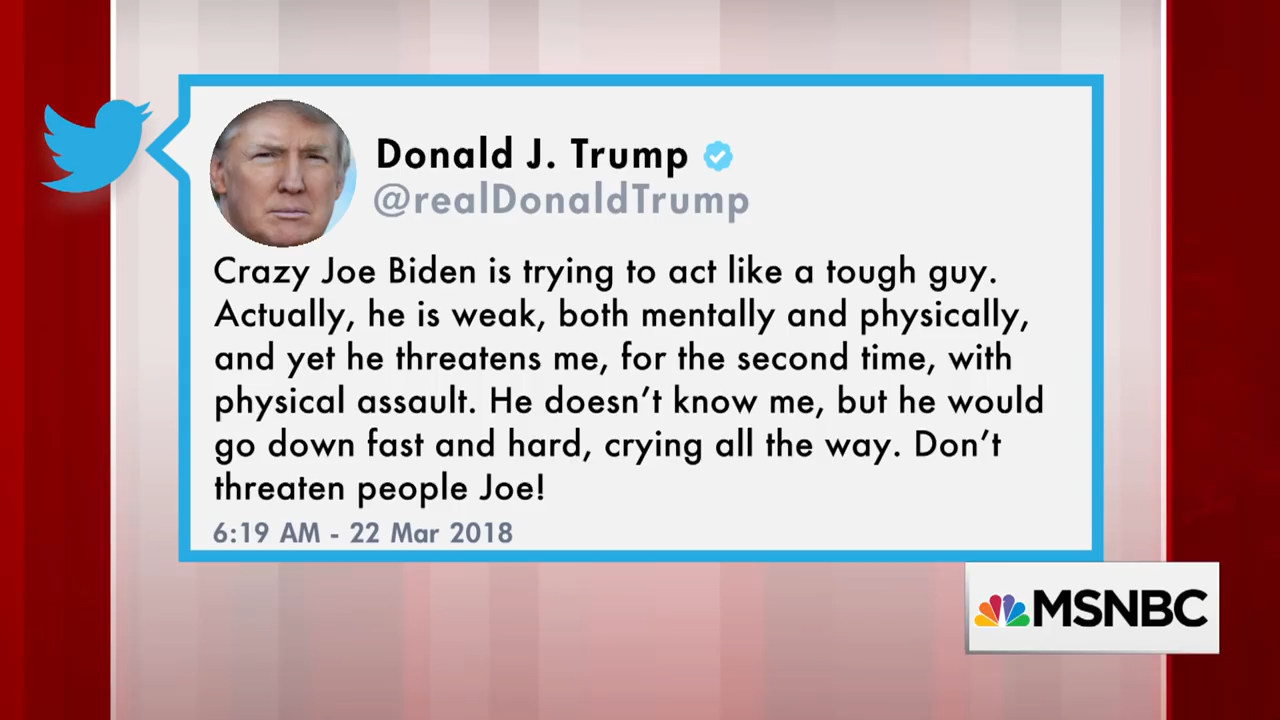 Donald J. Trump
@realDonaldTrump
Crazy Joe Biden is trying to act like a tough guy.
Actually, he is weak, both mentally and physically,
and yet he threatens me, for the second time, with
physical assault. He doesn’t know me, but he would
go down fast and hard, crying all the way. Don’t
threaten people Joe!
6:19 AM - 22 Mar 2018
MSNBC